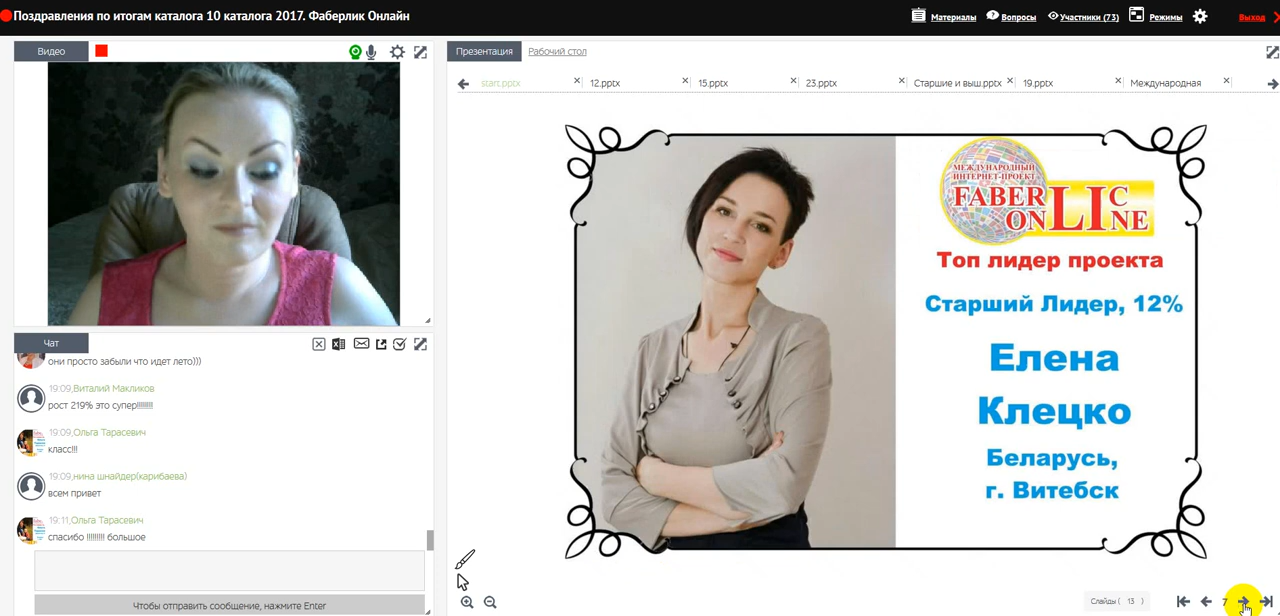 Поздравления по итогам каталога 10 каталога 2017. Фаберлик Онлайн
Материалы
Вопросы
Участники (73)
Режимы
Выход
Видео
Презентация
Рабочий стол
start.pptx
12.pptx
15.pptx
23.pptx
Старшие и выш.pptx
19.pptx
Международная
МЕЖДУНАРОДНЫЙ
ИНТЕРНЕТ-ПРОЕКТ
FABERLIC
ONLINE
Топ лидер проекта
Старший Лидер, 12%
Елена
Клецко
Беларусь,
г. Витебск
Чат
они просто забыли что идет лето)))
19:09,Виталий Макликов
рост 219% это супер!!!!!!!!
19:09,Ольга Тарасевич
класс!!!
19:09,нина шнайдер(карибаева)
всем привет
19:11,Ольга Тарасевич
спасибо !!!!!!!!! большое
Чтобы отправить сообщение, нажмите Enter
Слайды ( 13 )
7